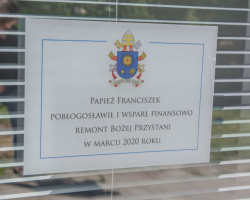 Papież Franciszek
pobłogosławił i wsparł finansowo
remont Bożej Przystani
w marcu 2020 roku.